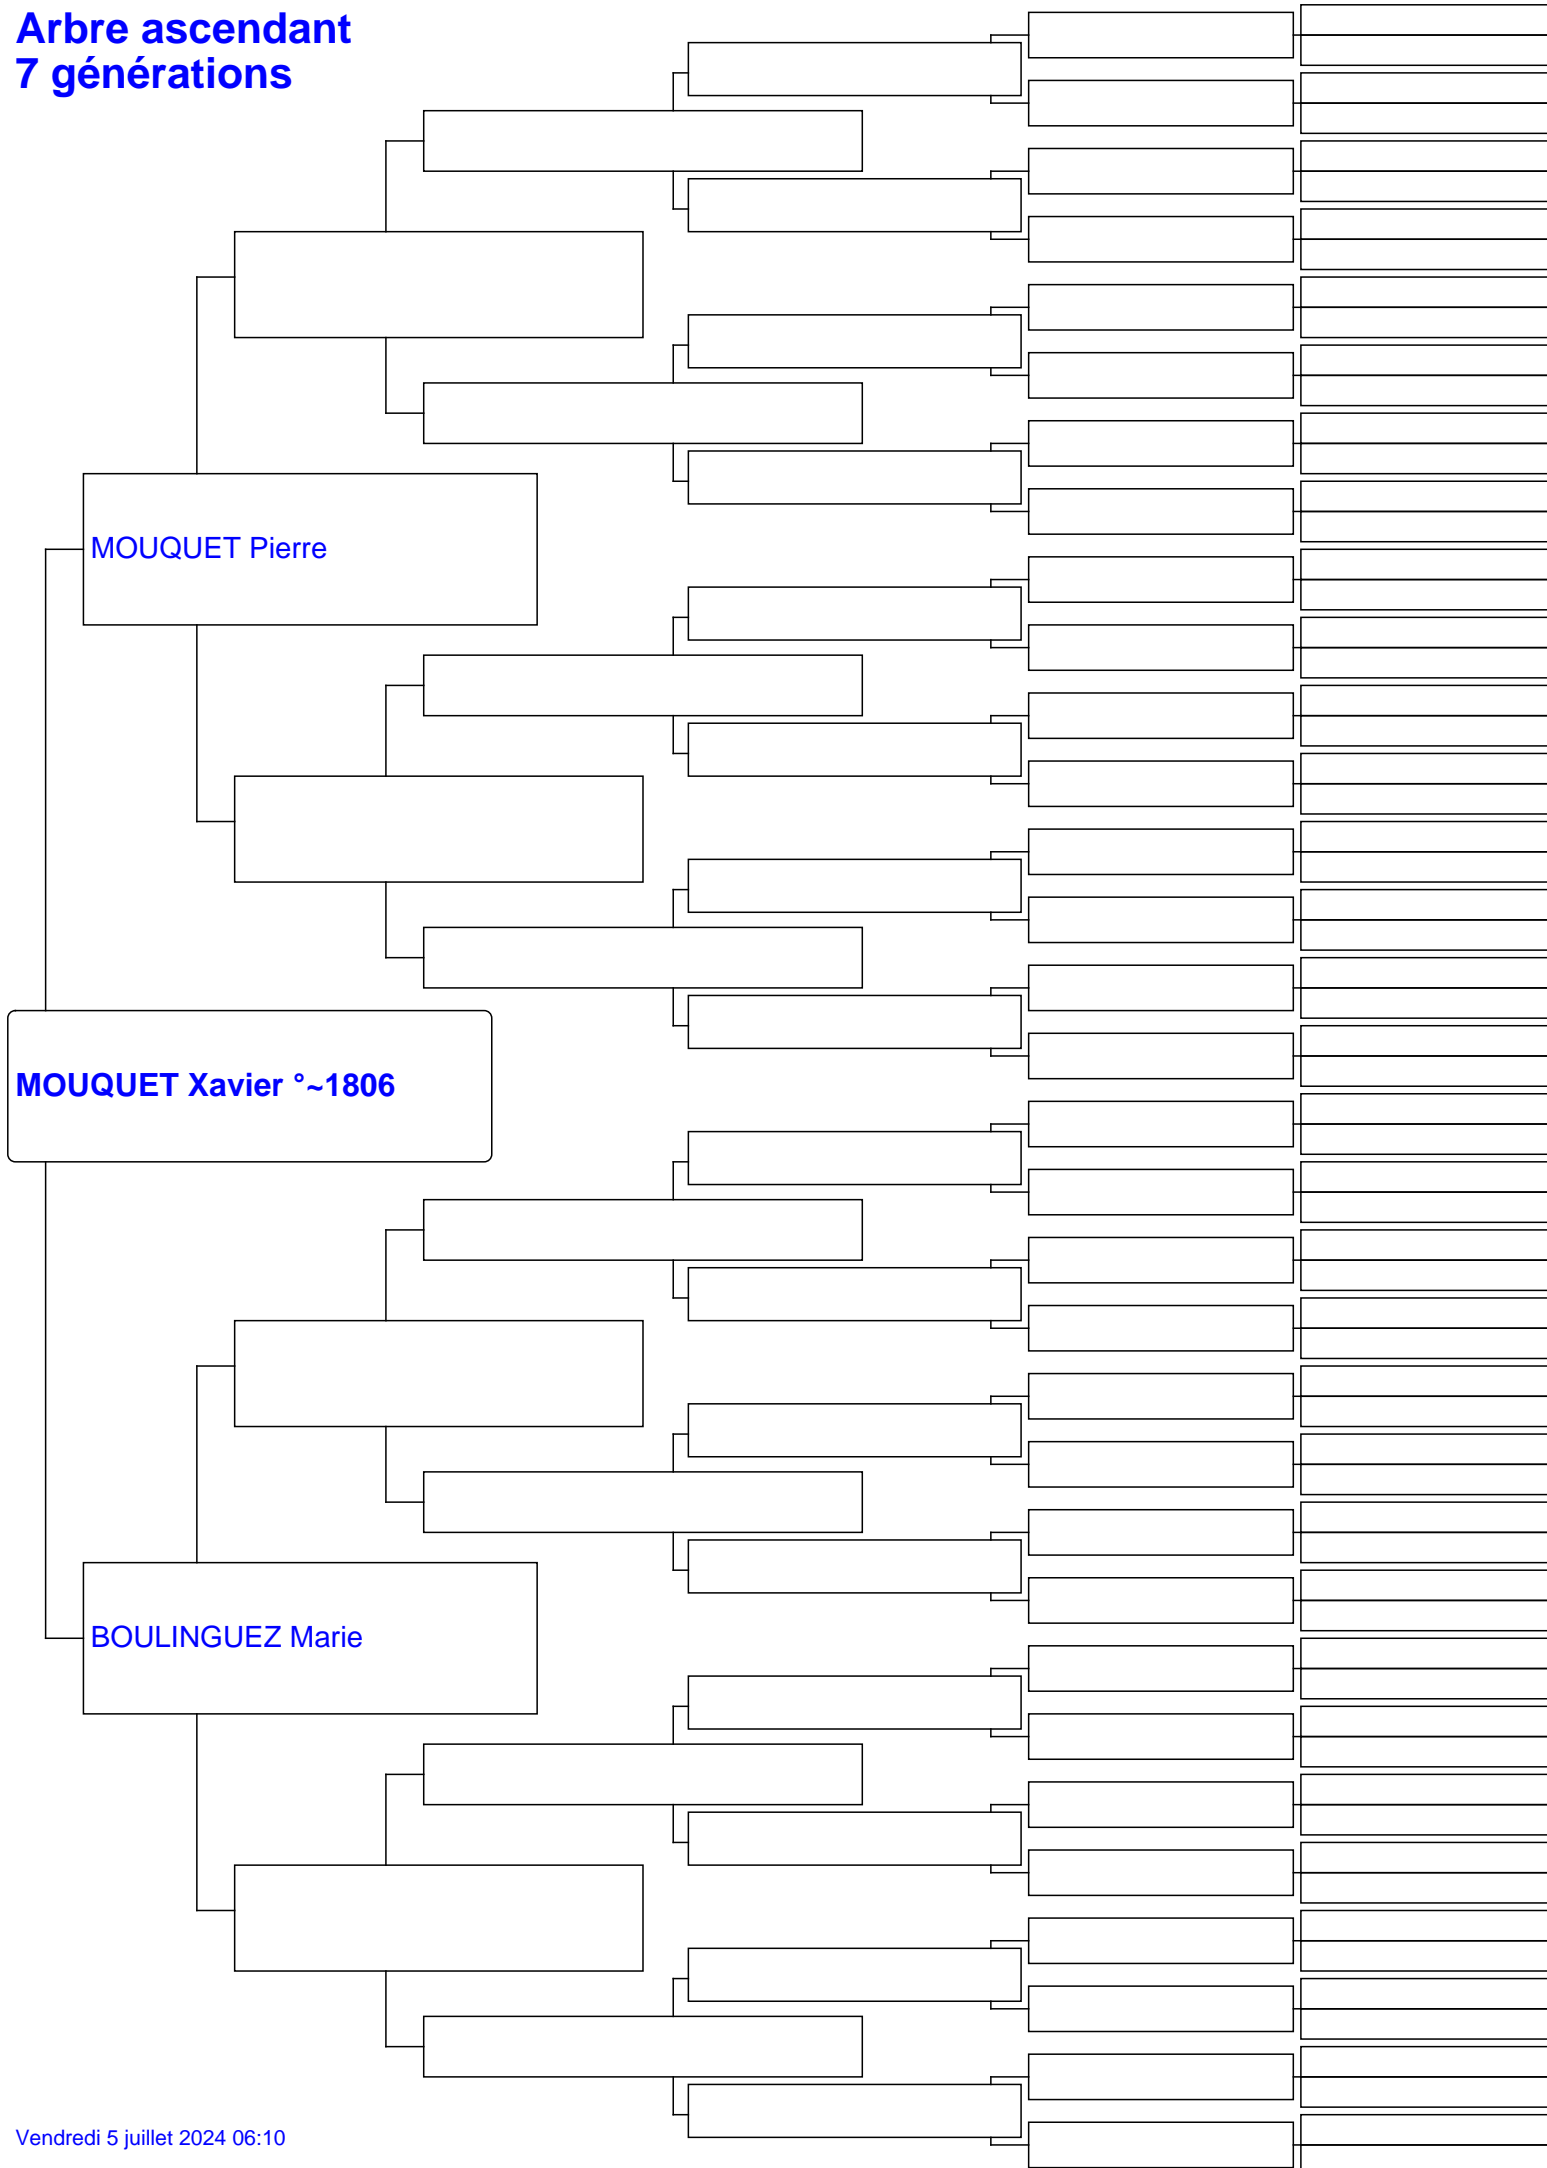 Arbre ascendant
7 générations
MOUQUET Pierre
MOUQUET Xavier °~1806
BOULINGUEZ Marie
Vendredi 5 juillet 2024 06:10